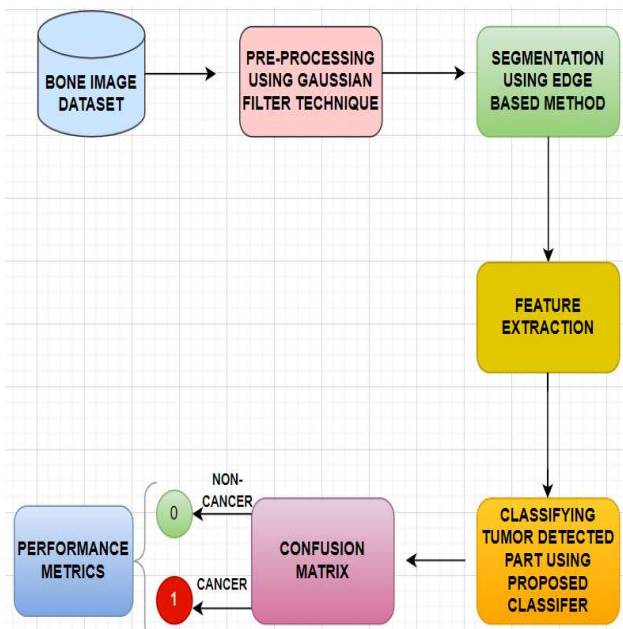 BONE IMAGE
DATASET
PRE-PROCESSING
USING GAUSSIAN
FILTER TECHNIQUE
SEGMENTATION
USING EDGE
BASED METHOD
FEATURE
EXTRACTION
CLASSIFYING
TUMOR DETECTED
PART USING
PROPOSED
CLASSIFER
CONFUSION
MATRIX
NON-
CANCER
0
CANCER
1
PERFORMANCE
METRICS